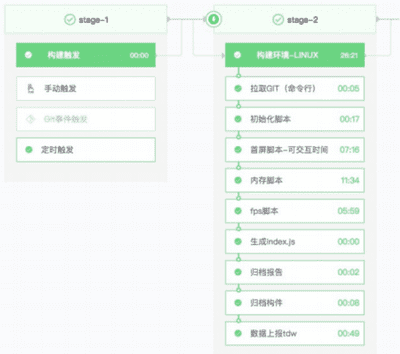 stage-1
构建触发 00:00
手动触发
Git事件触发
定时触发
stage-2
构建环境-LINUX 26:21
拉取GIT（命令行） 00:05
初始化脚本 00:17
首屏脚本-可交互时间 07:16
内存脚本 11:34
fps脚本 05:59
生成index.js 00:00
归档报告 00:02
归档构件 00:08
数据上报tdw 00:49